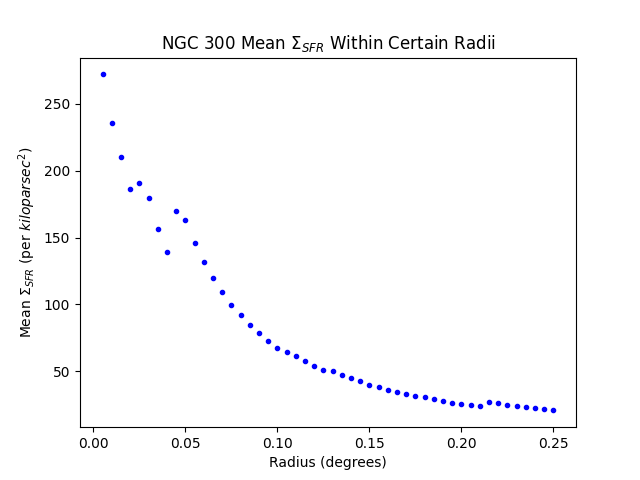 NGC 300 Mean Σ_SFR Within Certain Radii
Mean Σ_SFR (per kiloparsec²)
250
200
150
100
50
0.00 0.05 0.10 0.15 0.20 0.25
Radius (degrees)